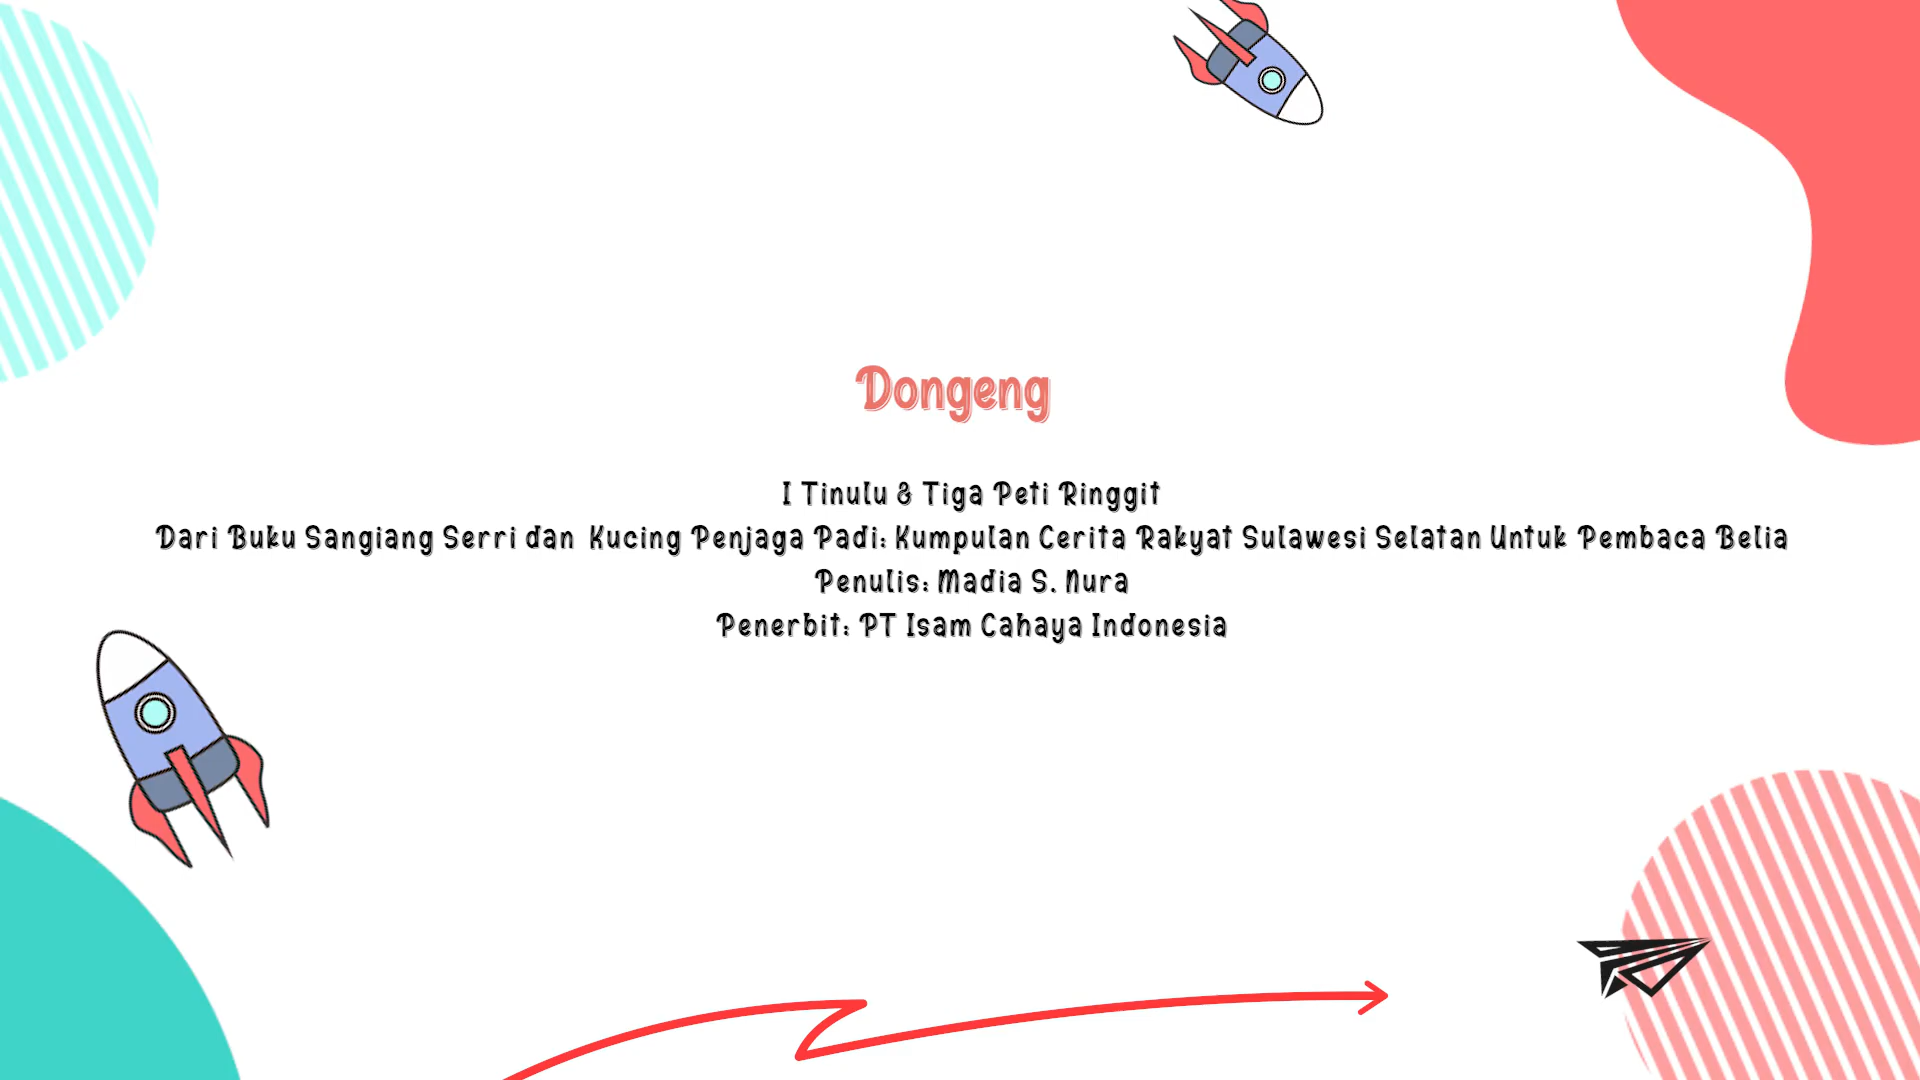 Dongeng
I Tinulu & Tiga Peti Ringgit
Dari Buku Sangiang Serri dan Kucing Penjaga Padi: Kumpulan Cerita Rakyat Sulawesi Selatan Untuk Pembaca Belia
Penulis: Madia S. Nura
Penerbit: PT Isam Cahaya Indonesia